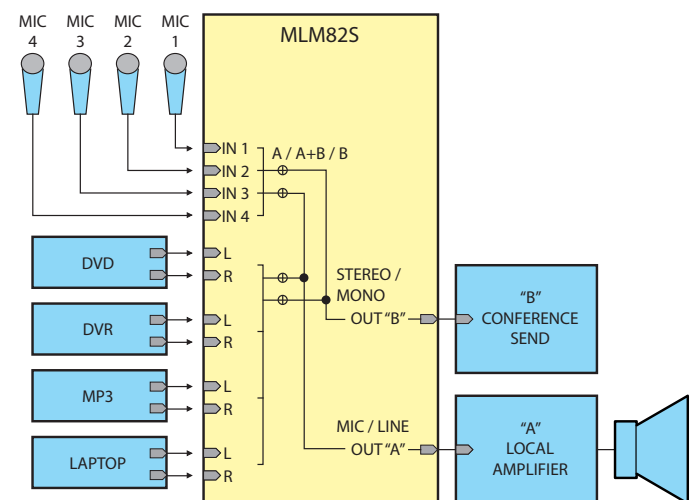 MIC
4
MIC
3
MIC
2
MIC
1
MLM82S
IN 1
A / A+B / B
IN 2
IN 3
IN 4
DVD
L
R
DVR
L
R
MP3
L
R
LAPTOP
L
R
STEREO /
MONO
OUT “B”
“B”
CONFERENCE
SEND
MIC / LINE
OUT “A”
“A”
LOCAL
AMPLIFIER